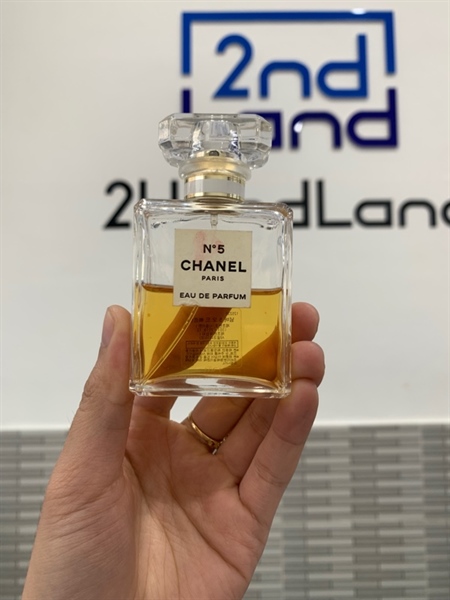 2nd
Land
2HandLand
N°5
CHANEL
PARIS
EAU DE PARFUM